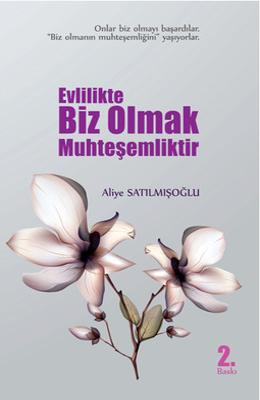 Onlar biz olmayı başardılar.
"Biz olmanın muhteşemliğini" yaşıyorlar.
Evlilikte
Biz Olmak
Muhteşemliktir
Aliye SATILMIŞOĞLU
2.
Baskı